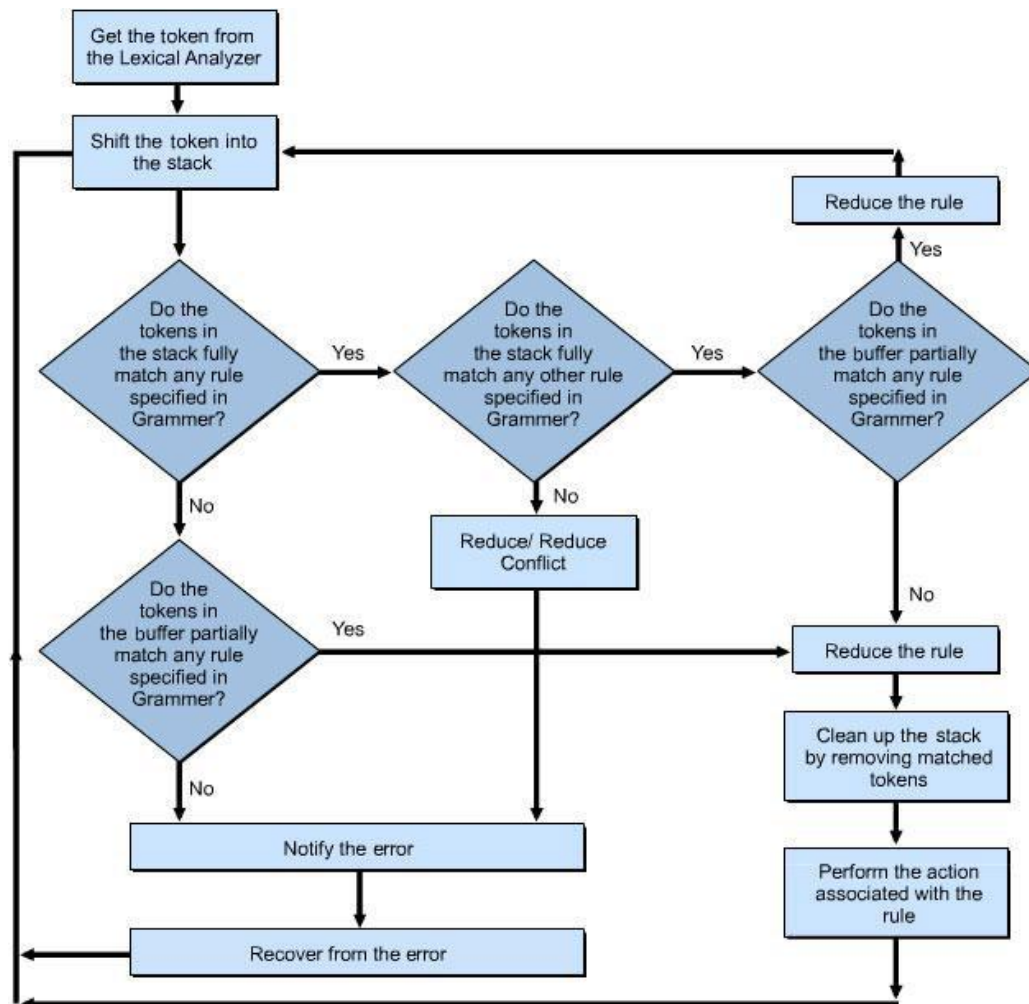 Get the token from
the Lexical Analyzer
Shift the token into
the stack
Reduce the rule
Yes
Do the
tokens in
the stack fully
match any rule
specified in
Grammer?
Yes
Do the
tokens in
the stack fully
match any other rule
specified in
Grammer?
Yes
Do the
tokens in
the buffer partially
match any rule
specified in
Grammer?
No
No
Reduce/ Reduce
Conflict
No
Do the
tokens in
the buffer partially
match any rule
specified in
Grammer?
Yes
Reduce the rule
Clean up the stack
by removing matched
tokens
No
Notify the error
Perform the action
associated with the
rule
Recover from the error